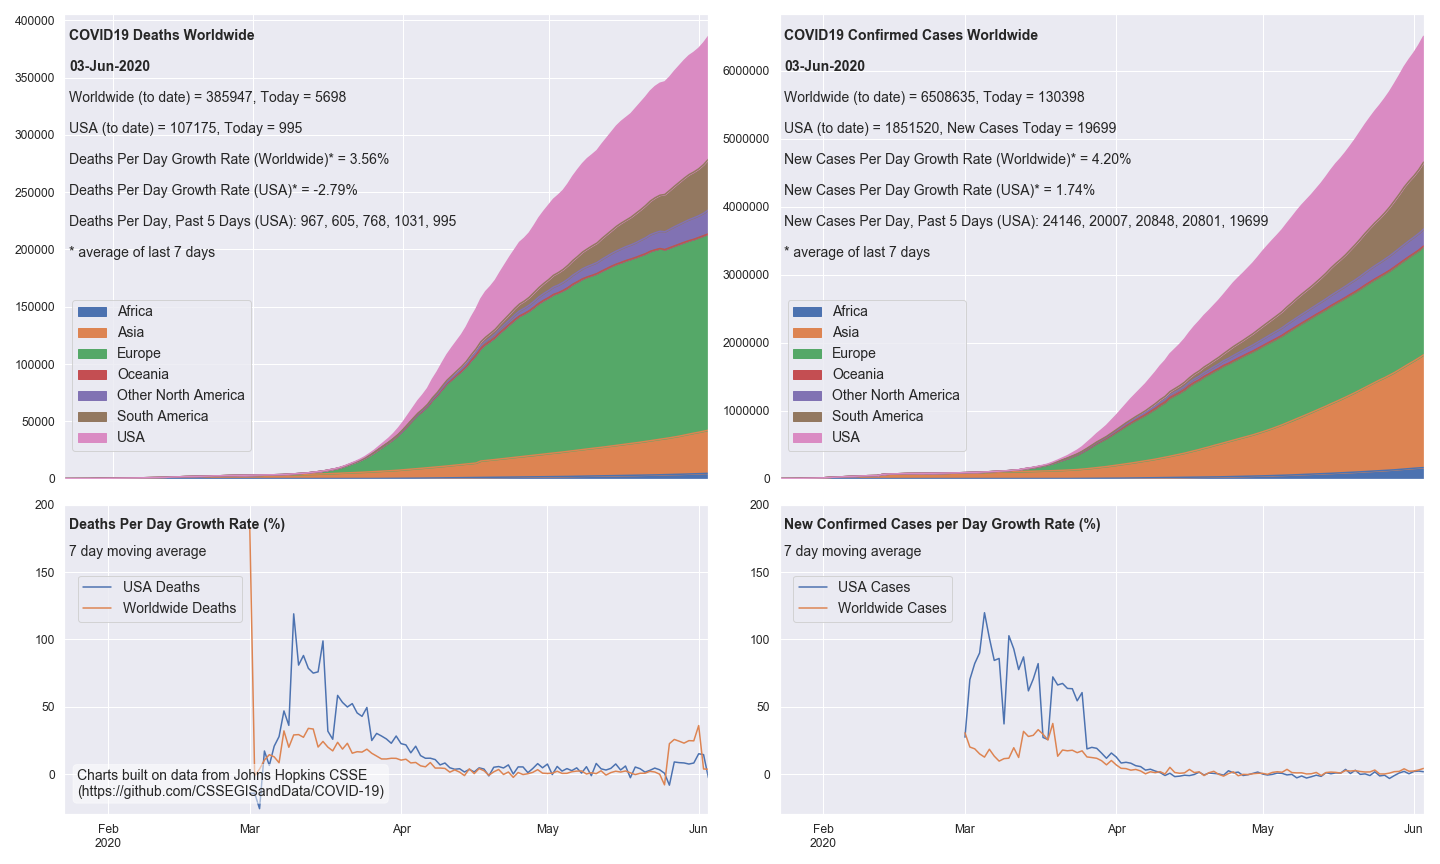 400000
350000
300000
250000
200000
150000
100000
50000
0
COVID19 Deaths Worldwide
03-Jun-2020
Worldwide (to date) = 385947, Today = 5698
USA (to date) = 107175, Today = 995
Deaths Per Day Growth Rate (Worldwide)* = 3.56%
Deaths Per Day Growth Rate (USA)* = -2.79%
Deaths Per Day, Past 5 Days (USA): 967, 605, 768, 1031, 995
* average of last 7 days
Africa
Asia
Europe
Oceania
Other North America
South America
USA
6000000
5000000
4000000
3000000
2000000
1000000
0
COVID19 Confirmed Cases Worldwide
03-Jun-2020
Worldwide (to date) = 6508635, Today = 130398
USA (to date) = 1851520, New Cases Today = 19699
New Cases Per Day Growth Rate (Worldwide)* = 4.20%
New Cases Per Day Growth Rate (USA)* = 1.74%
New Cases Per Day, Past 5 Days (USA): 24146, 20007, 20848, 20801, 19699
* average of last 7 days
Africa
Asia
Europe
Oceania
Other North America
South America
USA
200
150
100
50
0
Deaths Per Day Growth Rate (%)
7 day moving average
USA Deaths
Worldwide Deaths
Charts built on data from Johns Hopkins CSSE
(https://github.com/CSSEGISandData/COVID-19)
Feb Mar Apr May Jun
2020
200
150
100
50
0
New Confirmed Cases per Day Growth Rate (%)
7 day moving average
USA Cases
Worldwide Cases
Feb Mar Apr May Jun
2020